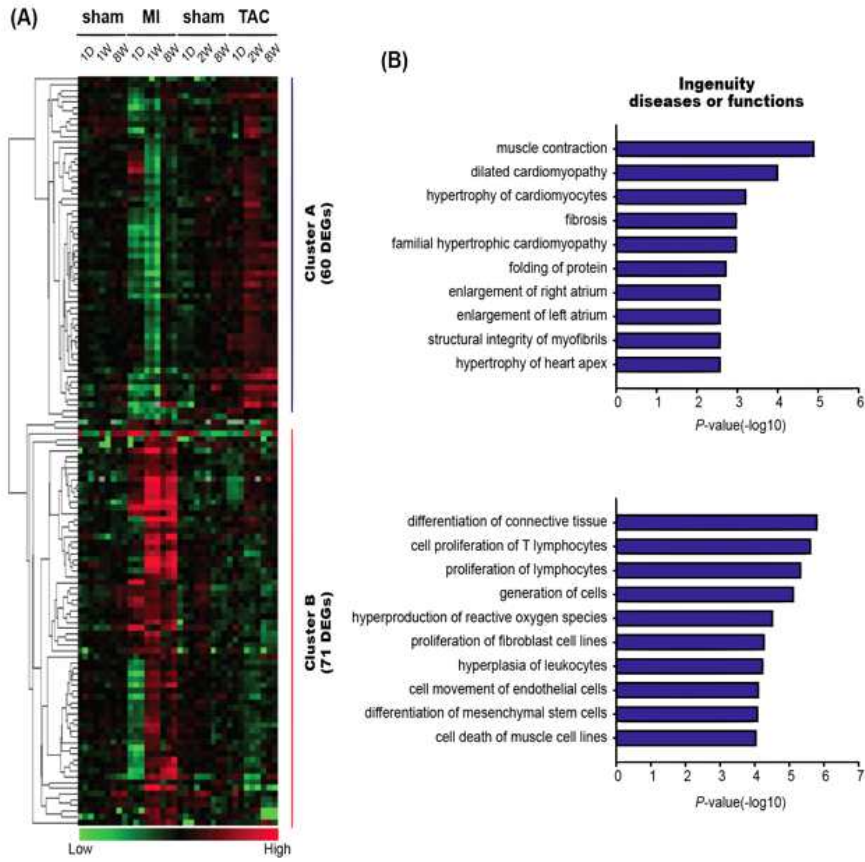 (A)
sham MI sham TAC
1D 1W 8W 1D 1W 8W 1D 2W 8W 1D 2W 8W
Cluster A
(60 DEGs)
Cluster B
(71 DEGs)
Low High
(B)
Ingenuity
diseases or functions
muscle contraction
dilated cardiomyopathy
hypertrophy of cardiomyocytes
fibrosis
familial hypertrophic cardiomyopathy
folding of protein
enlargement of right atrium
enlargement of left atrium
structural integrity of myofibrils
hypertrophy of heart apex
0 1 2 3 4 5 6
P-value(-log10)
differentiation of connective tissue
cell proliferation of T lymphocytes
proliferation of lymphocytes
generation of cells
hyperproduction of reactive oxygen species
proliferation of fibroblast cell lines
hyperplasia of leukocytes
cell movement of endothelial cells
differentiation of mesenchymal stem cells
cell death of muscle cell lines
0 1 2 3 4 5 6 7
P-value(-log10)